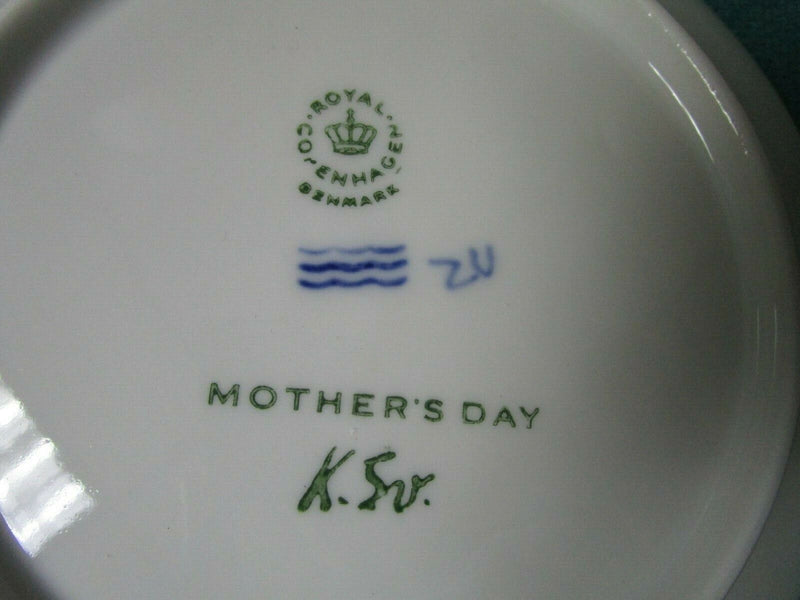 ROYAL COPENHAGEN
DENMARK
MOTHER'S DAY
K. Sv.